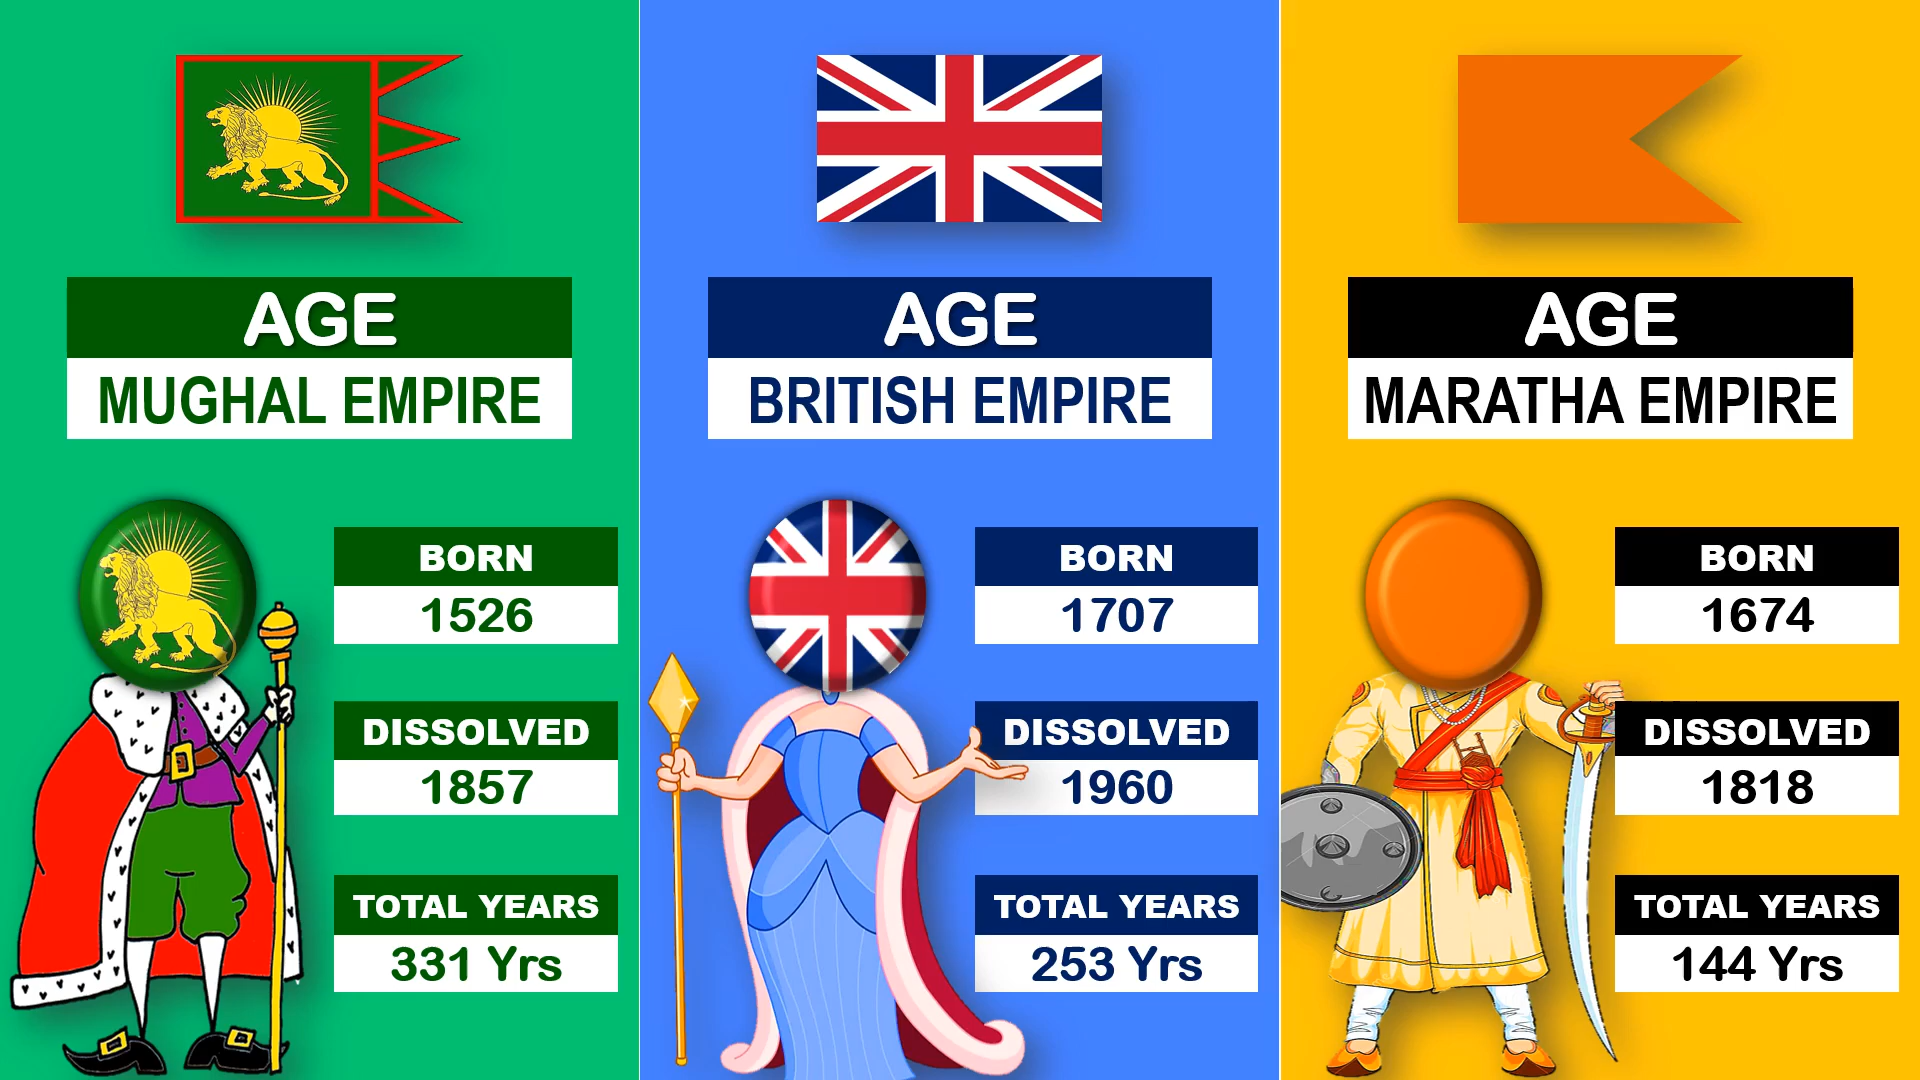 AGE
MUGHAL EMPIRE
BORN
1526
DISSOLVED
1857
TOTAL YEARS
331 Yrs
AGE
BRITISH EMPIRE
BORN
1707
DISSOLVED
1960
TOTAL YEARS
253 Yrs
AGE
MARATHA EMPIRE
BORN
1674
DISSOLVED
1818
TOTAL YEARS
144 Yrs